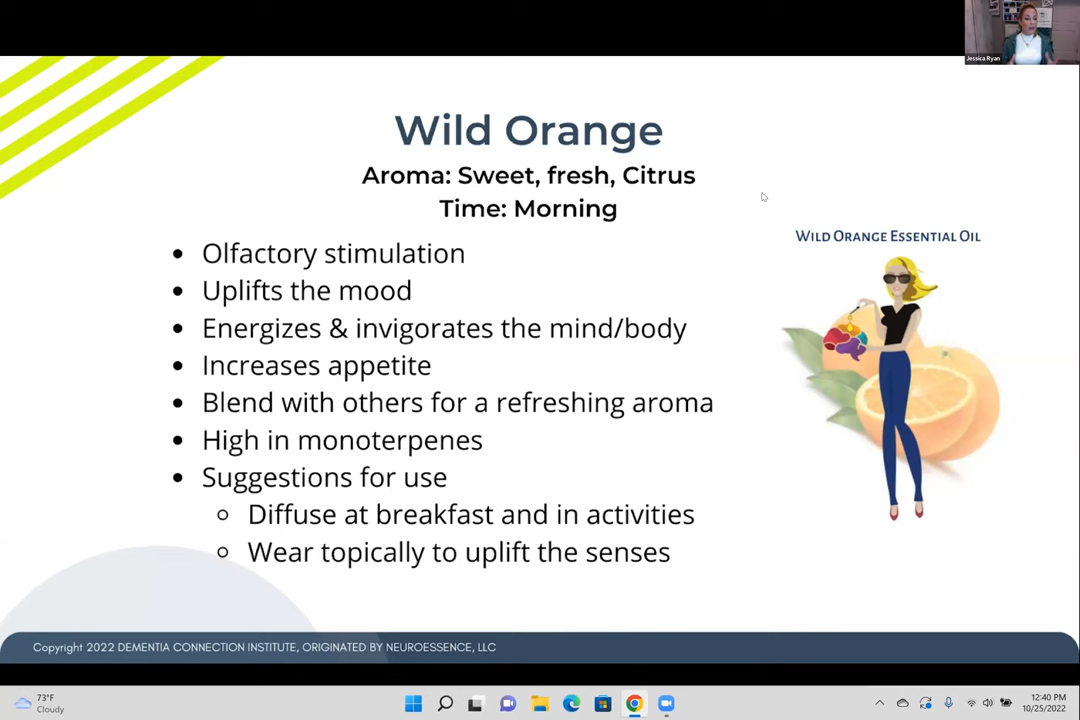 Jessica Ryan
Wild Orange
Aroma: Sweet, fresh, Citrus
Time: Morning
Olfactory stimulation
Uplifts the mood
Energizes & invigorates the mind/body
Increases appetite
Blend with others for a refreshing aroma
High in monoterpenes
Suggestions for use
Diffuse at breakfast and in activities
Wear topically to uplift the senses
WILD ORANGE ESSENTIAL OIL
Copyright 2022 DEMENTIA CONNECTION INSTITUTE, ORIGINATED BY NEUROESSENCE, LLC
73°F
Cloudy
12:40 PM
10/25/2022